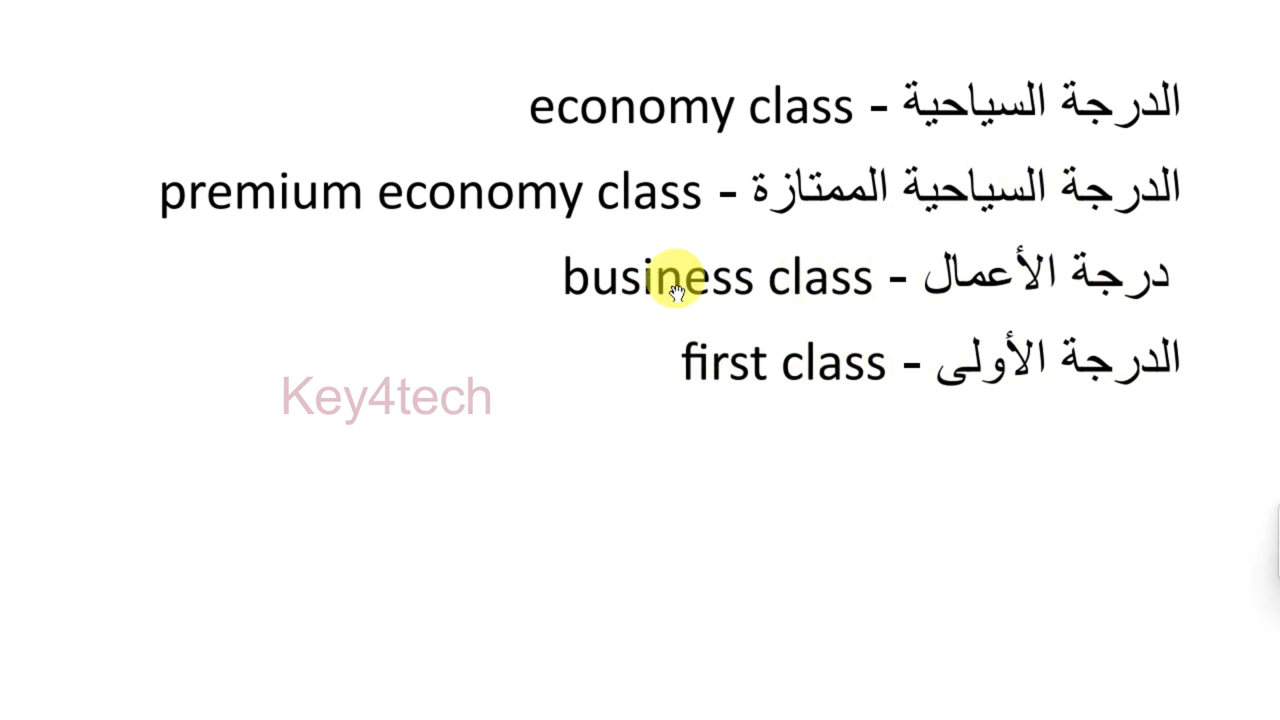 الدرجة السياحية - economy class
الدرجة السياحية الممتازة - premium economy class
درجة الأعمال - business class
الدرجة الأولى - first class
Key4tech